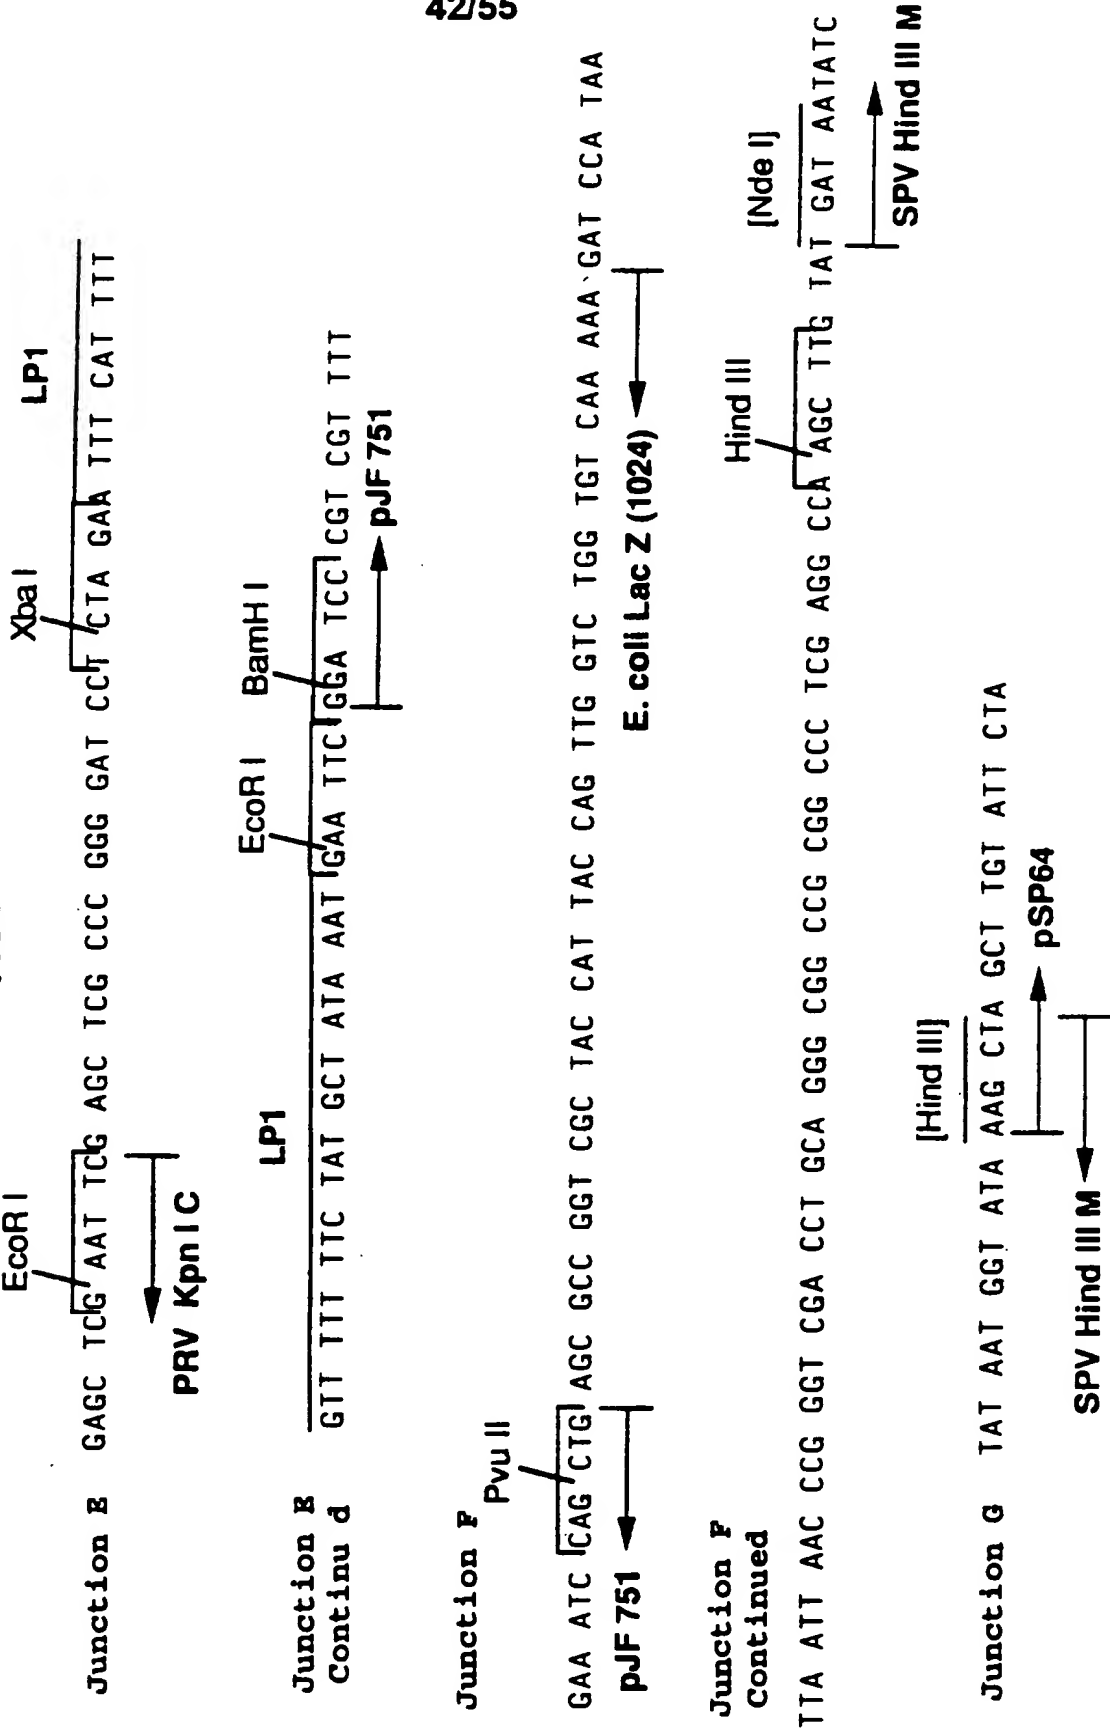 42/55
EcoR I
Xba I
LP1
Junction E GAGC TCG AAT TCG AGC TCG CCC GGG GAT CCT CTA GAA TTT CAT TTT
PRV Kpn I C
LP1
EcoR I
BamH I
Junction E GTT TTT TTC TAT GCT ATA AAT GAA TTC GGA TCC CGT CGT TTT
Continu d
pJF 751
Junction F
Pvu II
GAA ATC CAG CTG AGC GCC GGT CGC TAC CAT TAC CAG TTG GTC TGG TGT CAA AAA GAT CCA TAA
pJF 751
E. coli Lac Z (1024)
Junction F
Continued
Hind III
[Nde I]
TTA ATT AAC CCG GGT CGA CCT GCA GGG CGG CCG CGG CCC TCG AGG CCA AGC TTG TAT GAT AATATC
SPV Hind III M
[Hind III]
Junction G TAT AAT GGT ATA AAG CTA GCT TGT ATT CTA
pSP64
SPV Hind III M